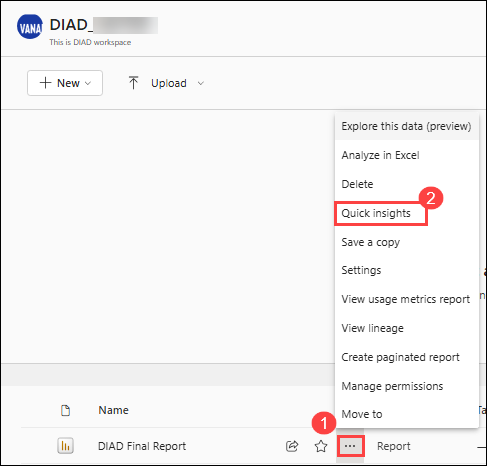 VANA
DIAD_
This is DIAD workspace
New
Upload
Explore this data (preview)
Analyze in Excel
Delete
2
Quick insights
Save a copy
Settings
View usage metrics report
View lineage
Create paginated report
Manage permissions
Move to
Name
1
DIAD Final Report
Report